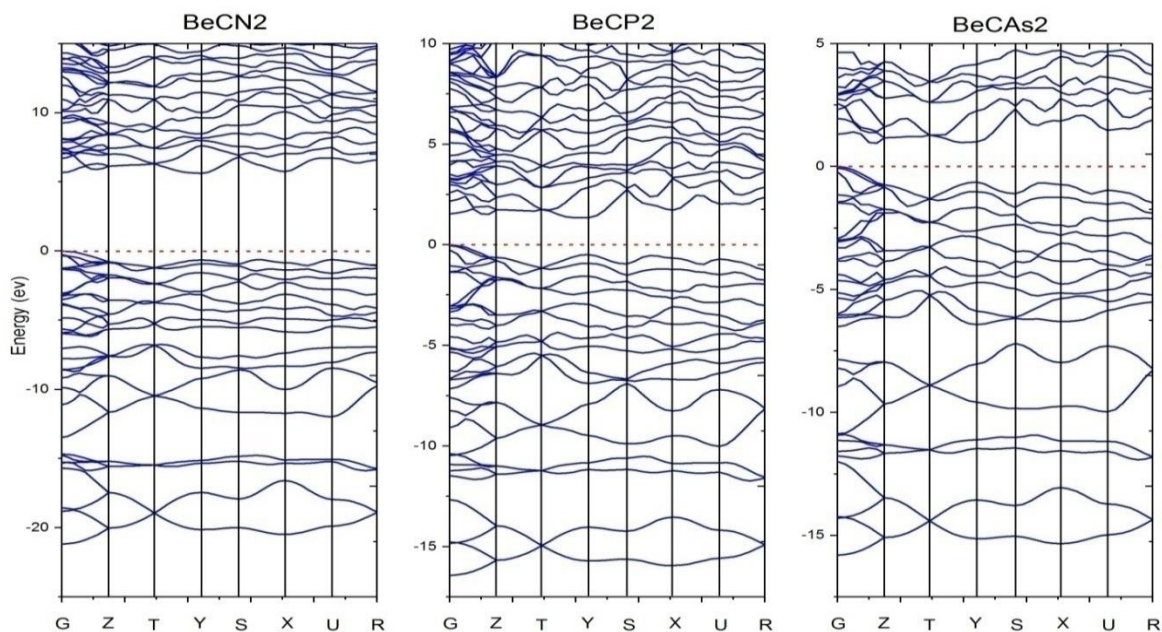 BeCN2
BeCP2
BeCAs2
Energy (ev)
10
0
-10
-20
10
5
0
-5
-10
-15
5
0
-5
-10
-15
G Z T Y S X U R
G Z T Y S X U R
G Z T Y S X U R